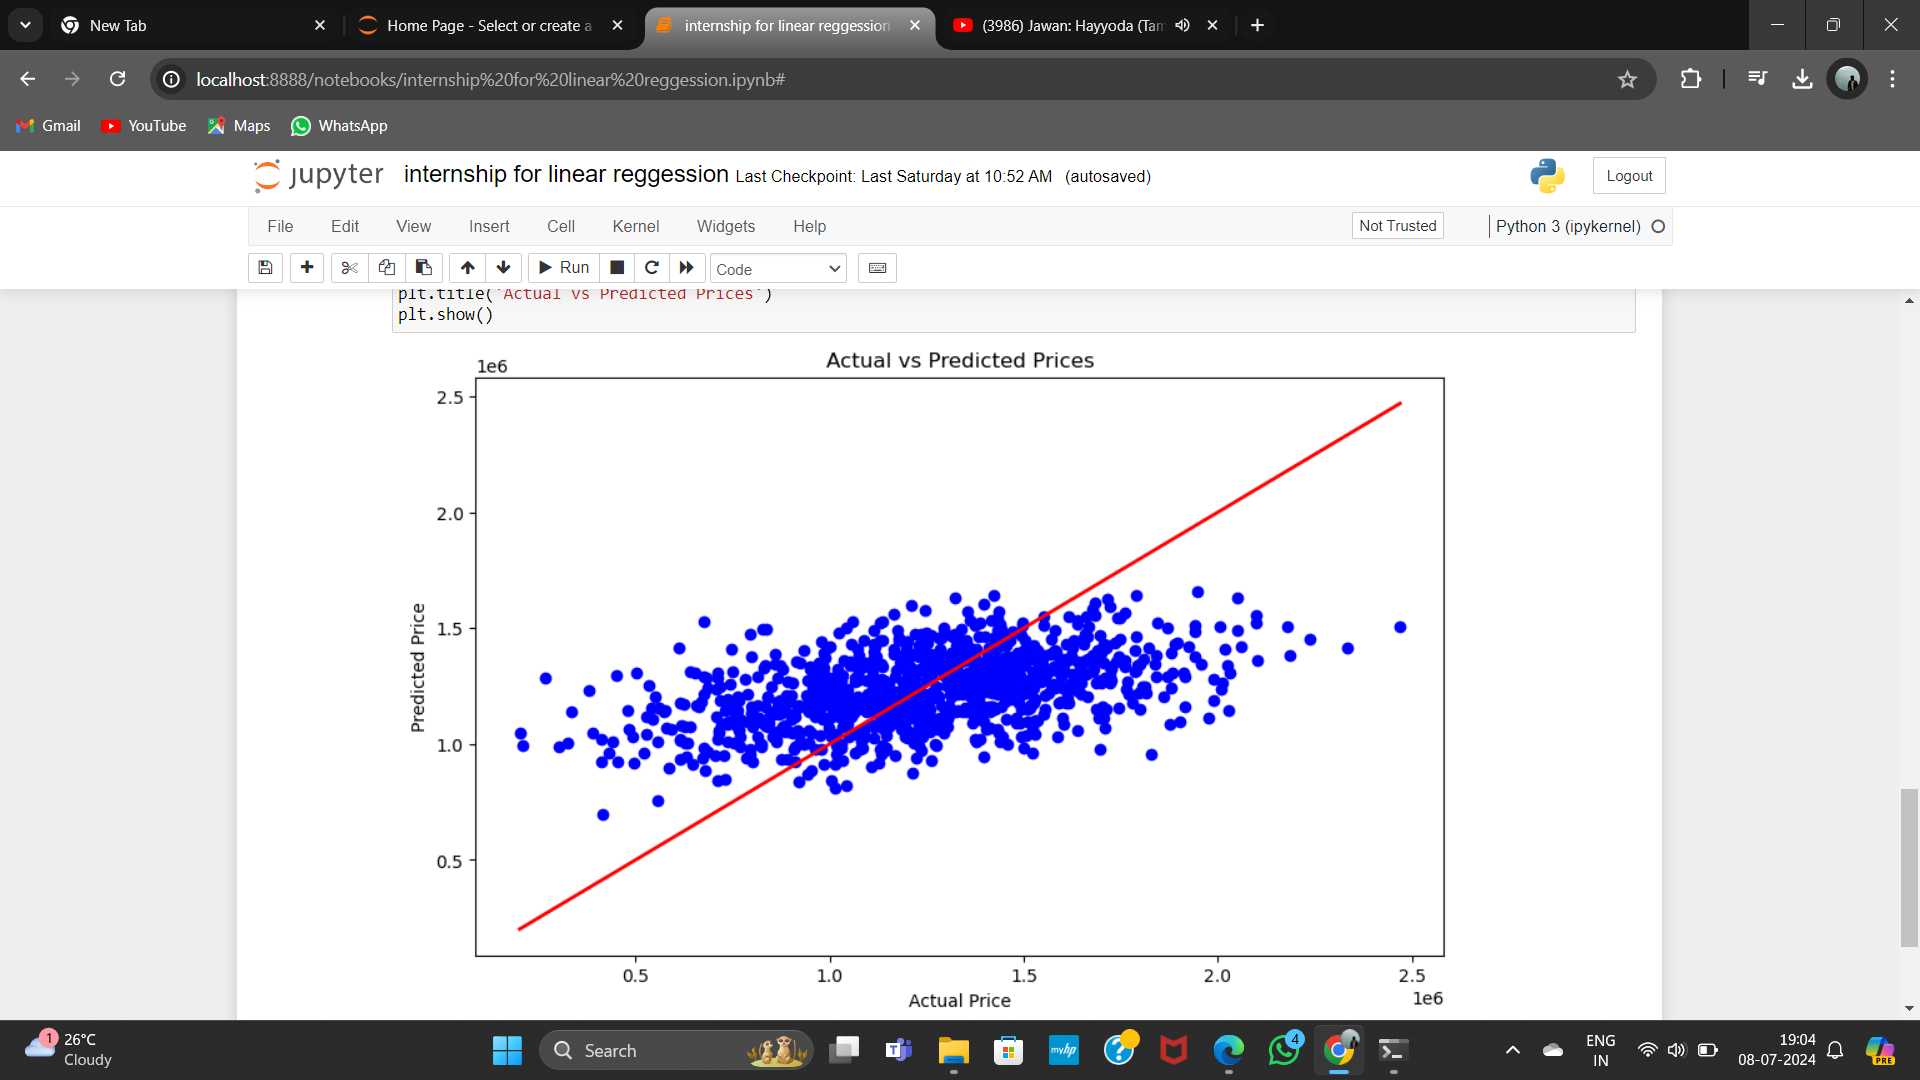 New Tab
Home Page - Select or create a
internship for linear reggession
(3986) Jawan: Hayyoda (Tam
localhost:8888/notebooks/internship%20for%20linear%20reggession.ipynb#
Gmail
YouTube
Maps
WhatsApp
jupyter
internship for linear reggession Last Checkpoint: Last Saturday at 10:52 AM (autosaved)
Logout
File Edit View Insert Cell Kernel Widgets Help
Not Trusted
Python 3 (ipykernel)
Run
Code
plt.title('Actual vs Predicted Prices')
plt.show()
Actual vs Predicted Prices
1e6
2.5
2.0
1.5
1.0
0.5
Predicted Price
0.5 1.0 1.5 2.0 2.5
Actual Price
1e6
1
26°C
Cloudy
Search
myhp
4
ENG
IN
19:04
08-07-2024
PRE